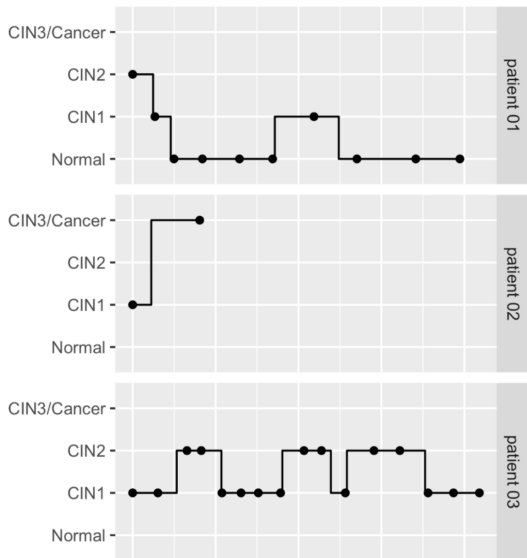 CIN3/Cancer
CIN2
CIN1
Normal
patient 01
CIN3/Cancer
CIN2
CIN1
Normal
patient 02
CIN3/Cancer
CIN2
CIN1
Normal
patient 03